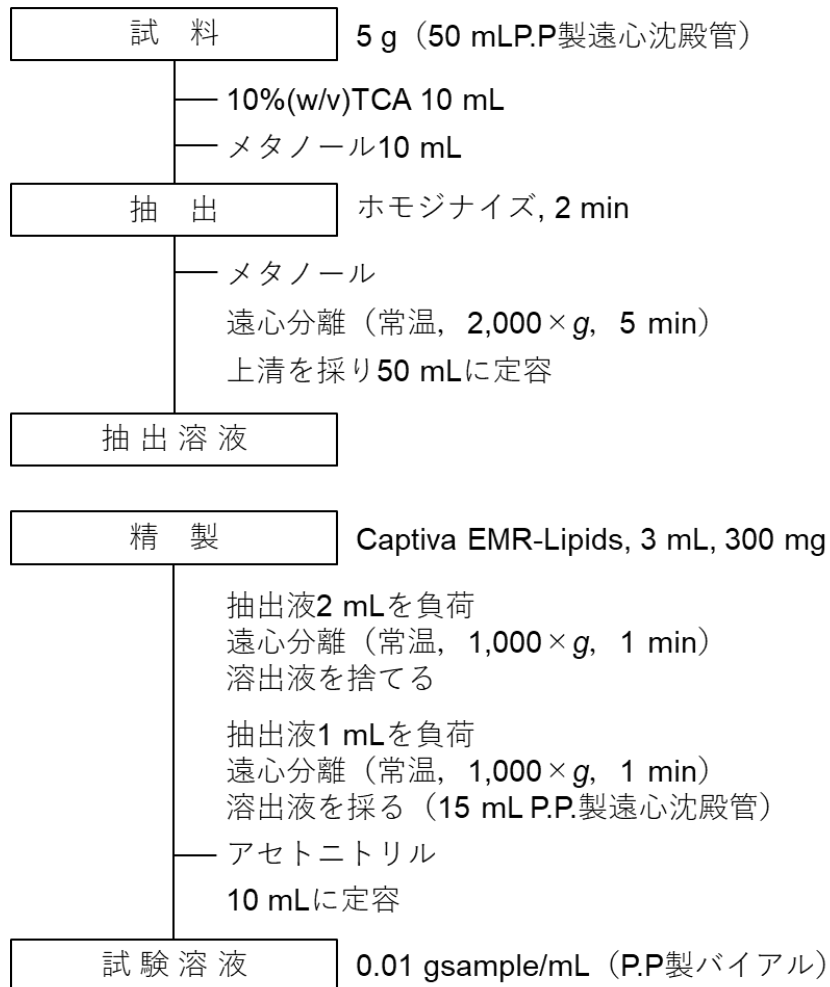 試 料 5 g（50 mLP.P製遠心沈殿管）
10%(w/v)TCA 10 mL
メタノール10 mL
抽 出 ホモジナイズ, 2 min
メタノール
遠心分離（常温，2,000×g，5 min）
上清を採り50 mLに定容
抽 出 溶 液
精 製 Captiva EMR-Lipids, 3 mL, 300 mg
抽出液2 mLを負荷
遠心分離（常温，1,000×g，1 min）
溶出液を捨てる
抽出液1 mLを負荷
遠心分離（常温，1,000×g，1 min）
溶出液を採る（15 mL P.P.製遠心沈殿管）
アセトニトリル
10 mLに定容
試 験 溶 液 0.01 gsample/mL（P.P製バイアル）